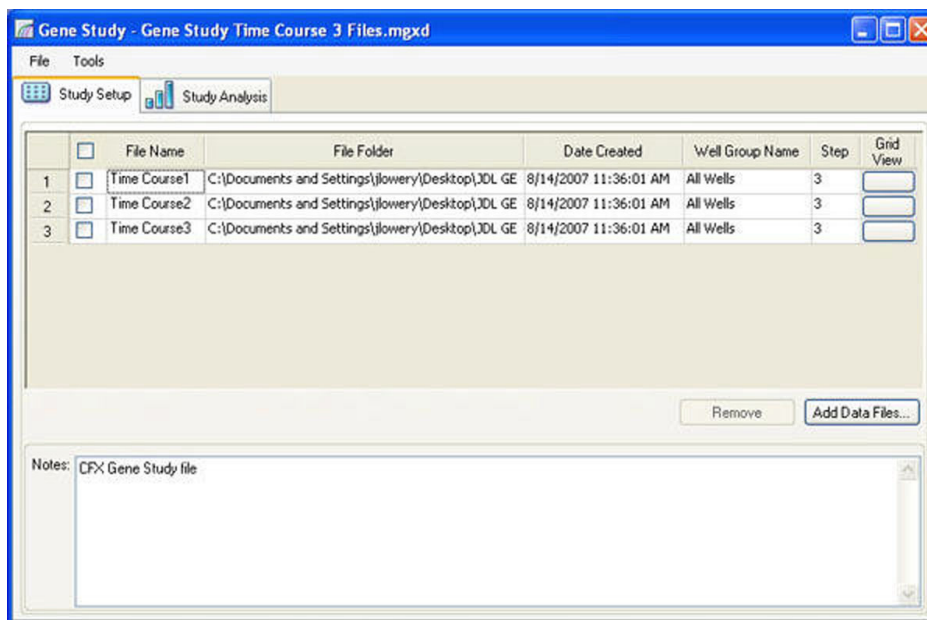 Gene Study - Gene Study Time Course 3 Files.mgxd
File Tools
Study Setup Study Analysis
File Name File Folder Date Created Well Group Name Step Grid View
1 Time Course1 C:\Documents and Settings\jlowery\Desktop\JDL GE 8/14/2007 11:36:01 AM All Wells 3
2 Time Course2 C:\Documents and Settings\jlowery\Desktop\JDL GE 8/14/2007 11:36:01 AM All Wells 3
3 Time Course3 C:\Documents and Settings\jlowery\Desktop\JDL GE 8/14/2007 11:36:01 AM All Wells 3
Remove Add Data Files...
Notes: CFX Gene Study file